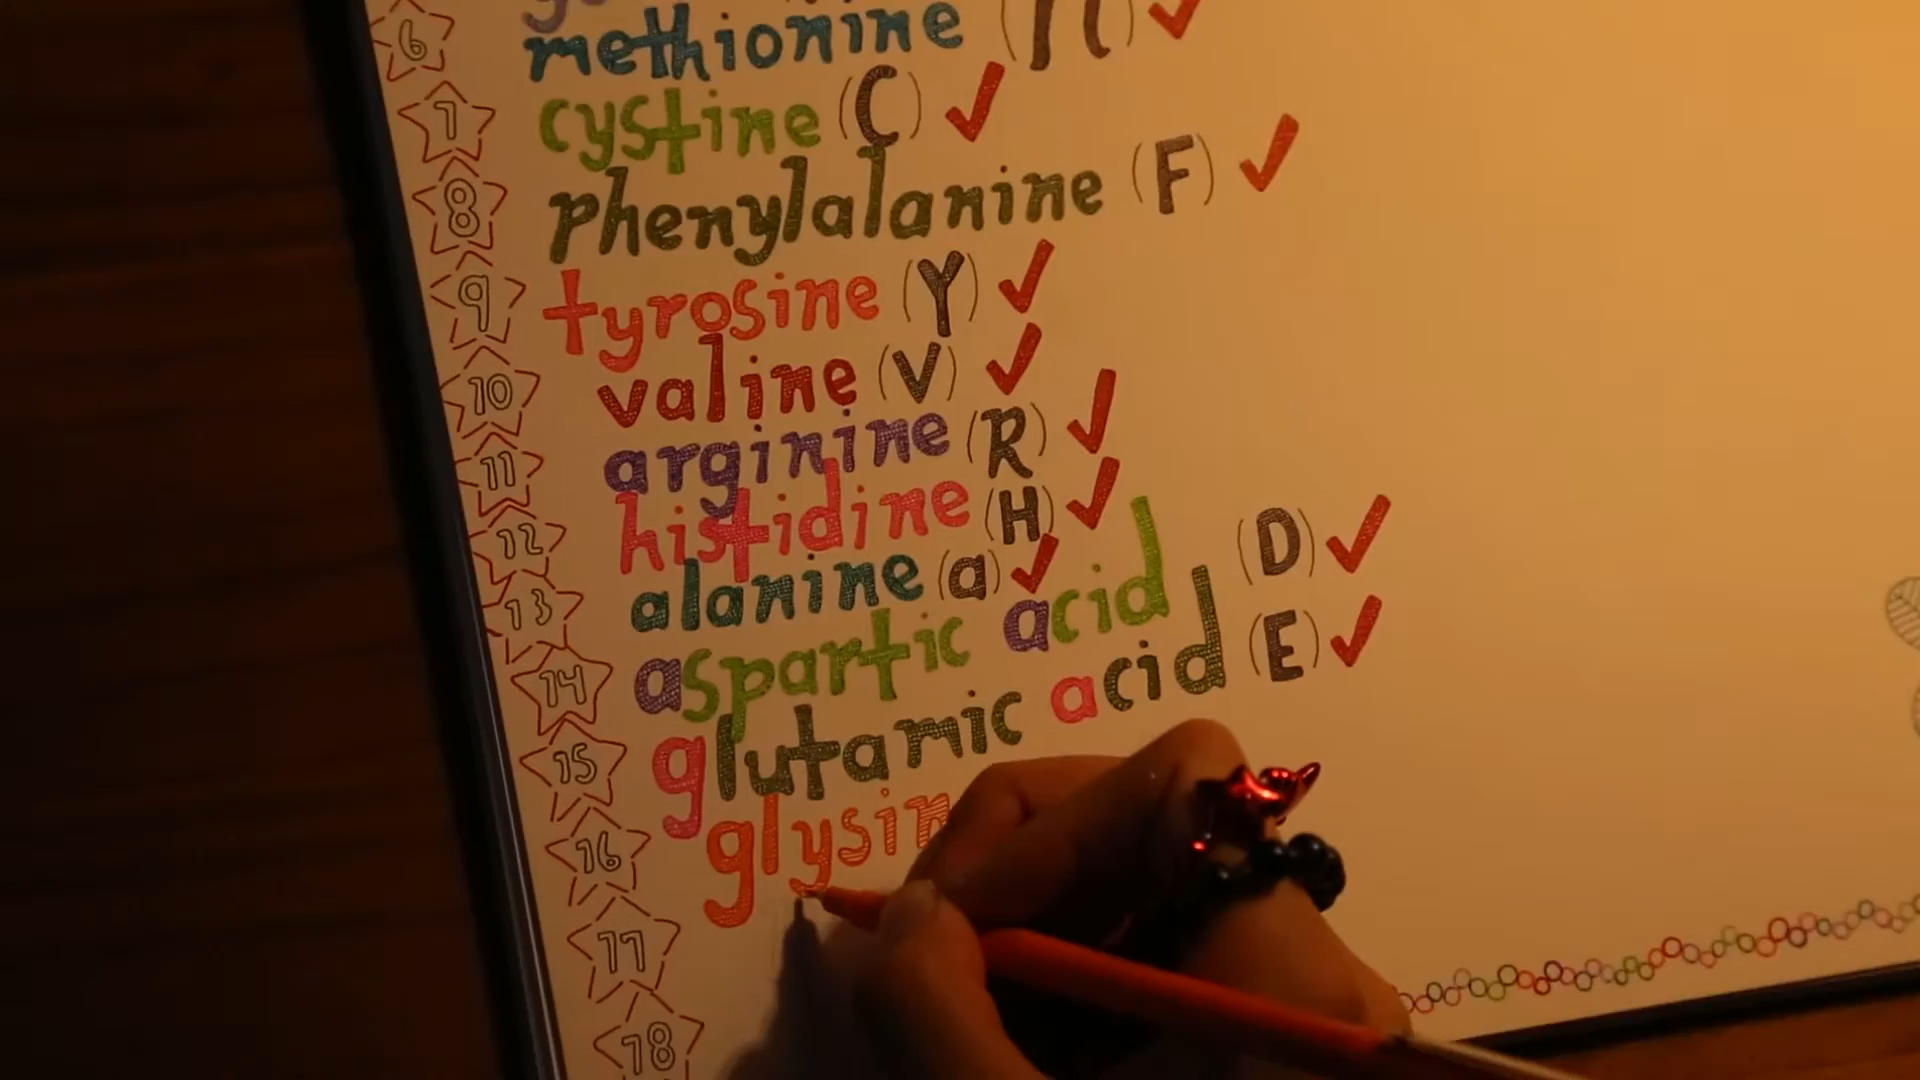 6 methionine (M) ✓
7 cystine (C) ✓
8 phenylalanine (F) ✓
9 tyrosine (Y) ✓
10 valine (V) ✓
11 arginine (R) ✓
12 histidine (H) ✓
13 alanine (a) ✓
14 aspartic acid (D) ✓
15 glutamic acid (E) ✓
16 glysin
17
18